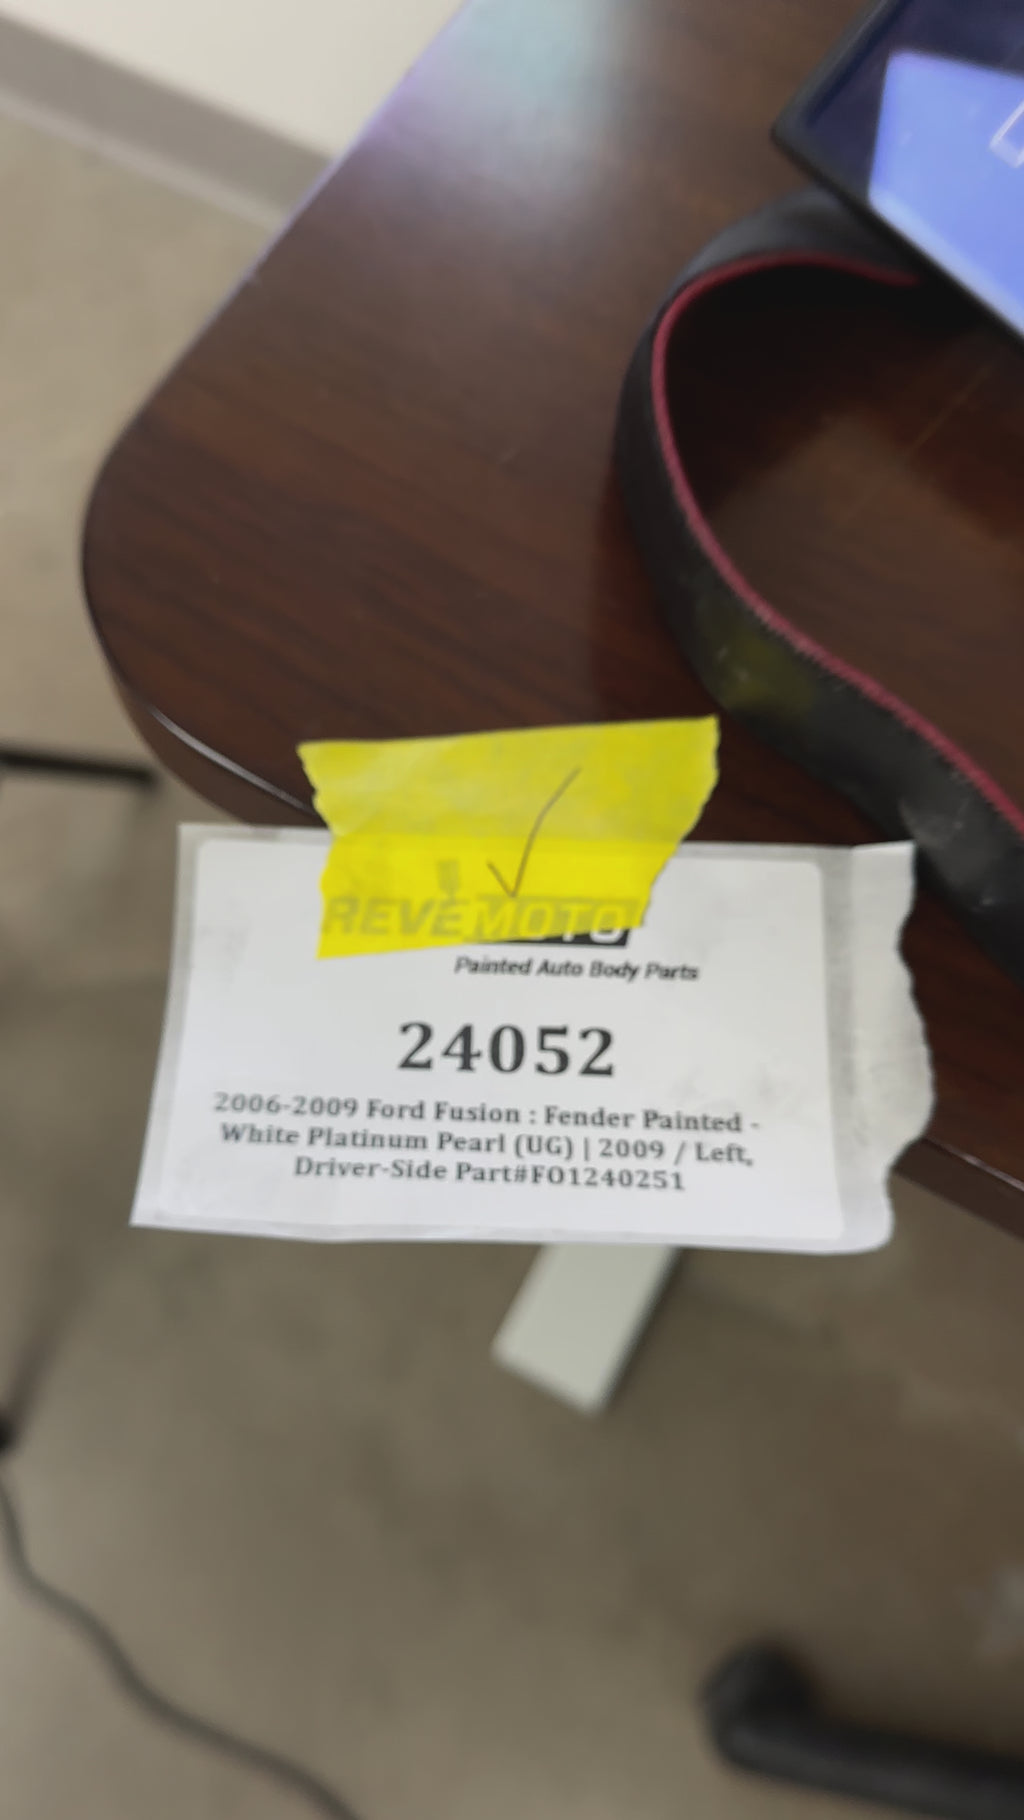 REVEMOTO
Painted Auto Body Parts
24052
2006-2009 Ford Fusion : Fender Painted -
White Platinum Pearl (UG) | 2009 / Left,
Driver-Side Part#FO1240251